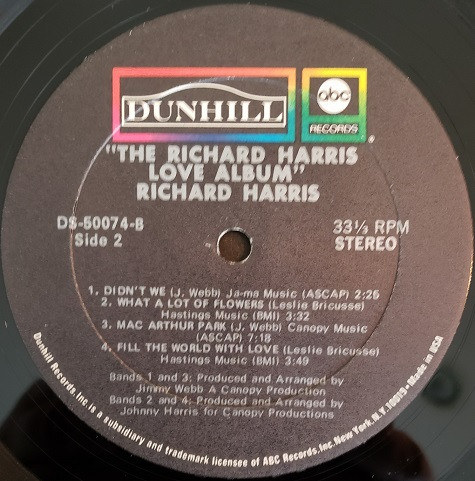 DUNHILL
abc
RECORDS
®
"THE RICHARD HARRIS
LOVE ALBUM"
RICHARD HARRIS
DS-50074-B
Side 2
33⅓ RPM
STEREO
1. DIDN'T WE (J. Webb) Ja-ma Music (ASCAP) 2:25
2. WHAT A LOT OF FLOWERS (Leslie Bricusse)
Hastings Music (BMI) 3:32
3. MAC ARTHUR PARK (J. Webb) Canopy Music
(ASCAP) 7:18
4. FILL THE WORLD WITH LOVE (Leslie Bricusse)
Hastings Music (BMI) 3:49
Bands 1 and 3; Produced and Arranged by
Jimmy Webb A Canopy Production
Bands 2 and 4; Produced and Arranged by
Johnny Harris for Canopy Productions
Dunhill Records, Inc. is a subsidiary and trademark licensee of ABC Records, Inc. New York, N.Y. 10019 • Made in USA